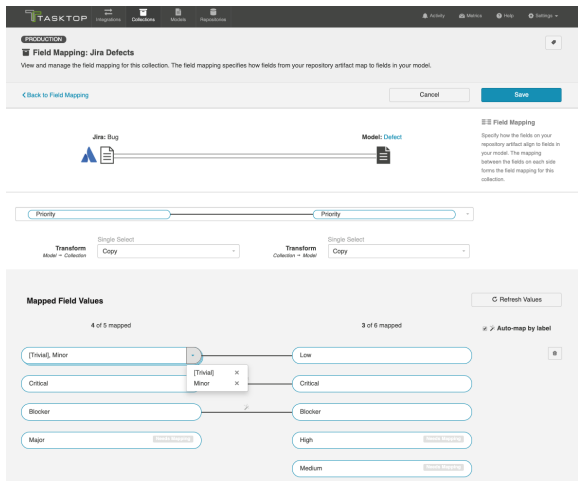 TASKTOP
Integrations
Collections
Models
Repositories
Activity
Metrics
Help
Settings
PRODUCTION
Field Mapping: Jira Defects
View and manage the field mapping for this collection. The field mapping specifies how fields from your repository artifact map to fields in your model.
Back to Field Mapping
Cancel
Save
Field Mapping
Specify how the fields on your
repository artifact align to fields in
your model. The mapping
between the fields on each side
forms the field mapping for this
collection.
Jira: Bug
Model: Defect
Priority
Priority
Single Select
Single Select
Transform
Model → Collection
Copy
Transform
Collection → Model
Copy
Mapped Field Values
Refresh Values
4 of 5 mapped
3 of 6 mapped
Auto-map by label
[Trivial], Minor
Low
[Trivial]
Minor
Critical
Critical
Blocker
Blocker
Major
Needs Mapping
High
Needs Mapping
Medium
Needs Mapping